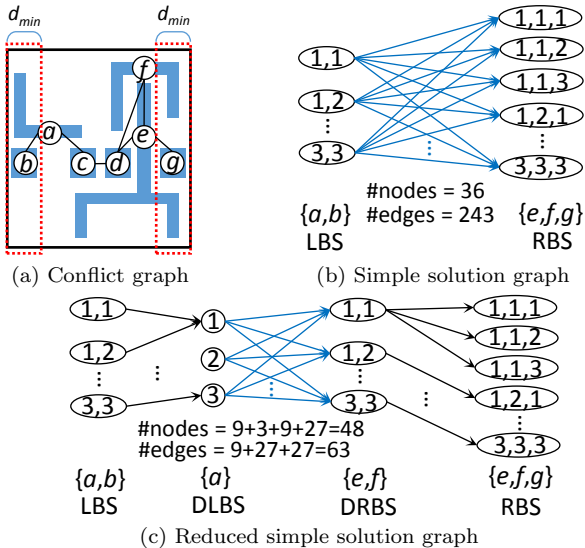 d_min d_min
f
a e
b c d g
(a) Conflict graph
1,1,1
1,1 1,1,2
1,1,3
1,2 1,2,1
⋮ ⋮ ⋮
3,3 3,3,3
#nodes = 36
#edges = 243
{a,b} {e,f,g}
LBS RBS
(b) Simple solution graph
1,1 1 1,1 1,1,1
1,1,2
1,2 2 1,2 1,1,3
⋮ ⋮ ⋮ ⋮ 1,2,1
3,3 3 ⋮ 3,3 ⋮
3,3,3
#nodes = 9+3+9+27=48
#edges = 9+27+27=63
{a,b} {a} {e,f} {e,f,g}
LBS DLBS DRBS RBS
(c) Reduced simple solution graph